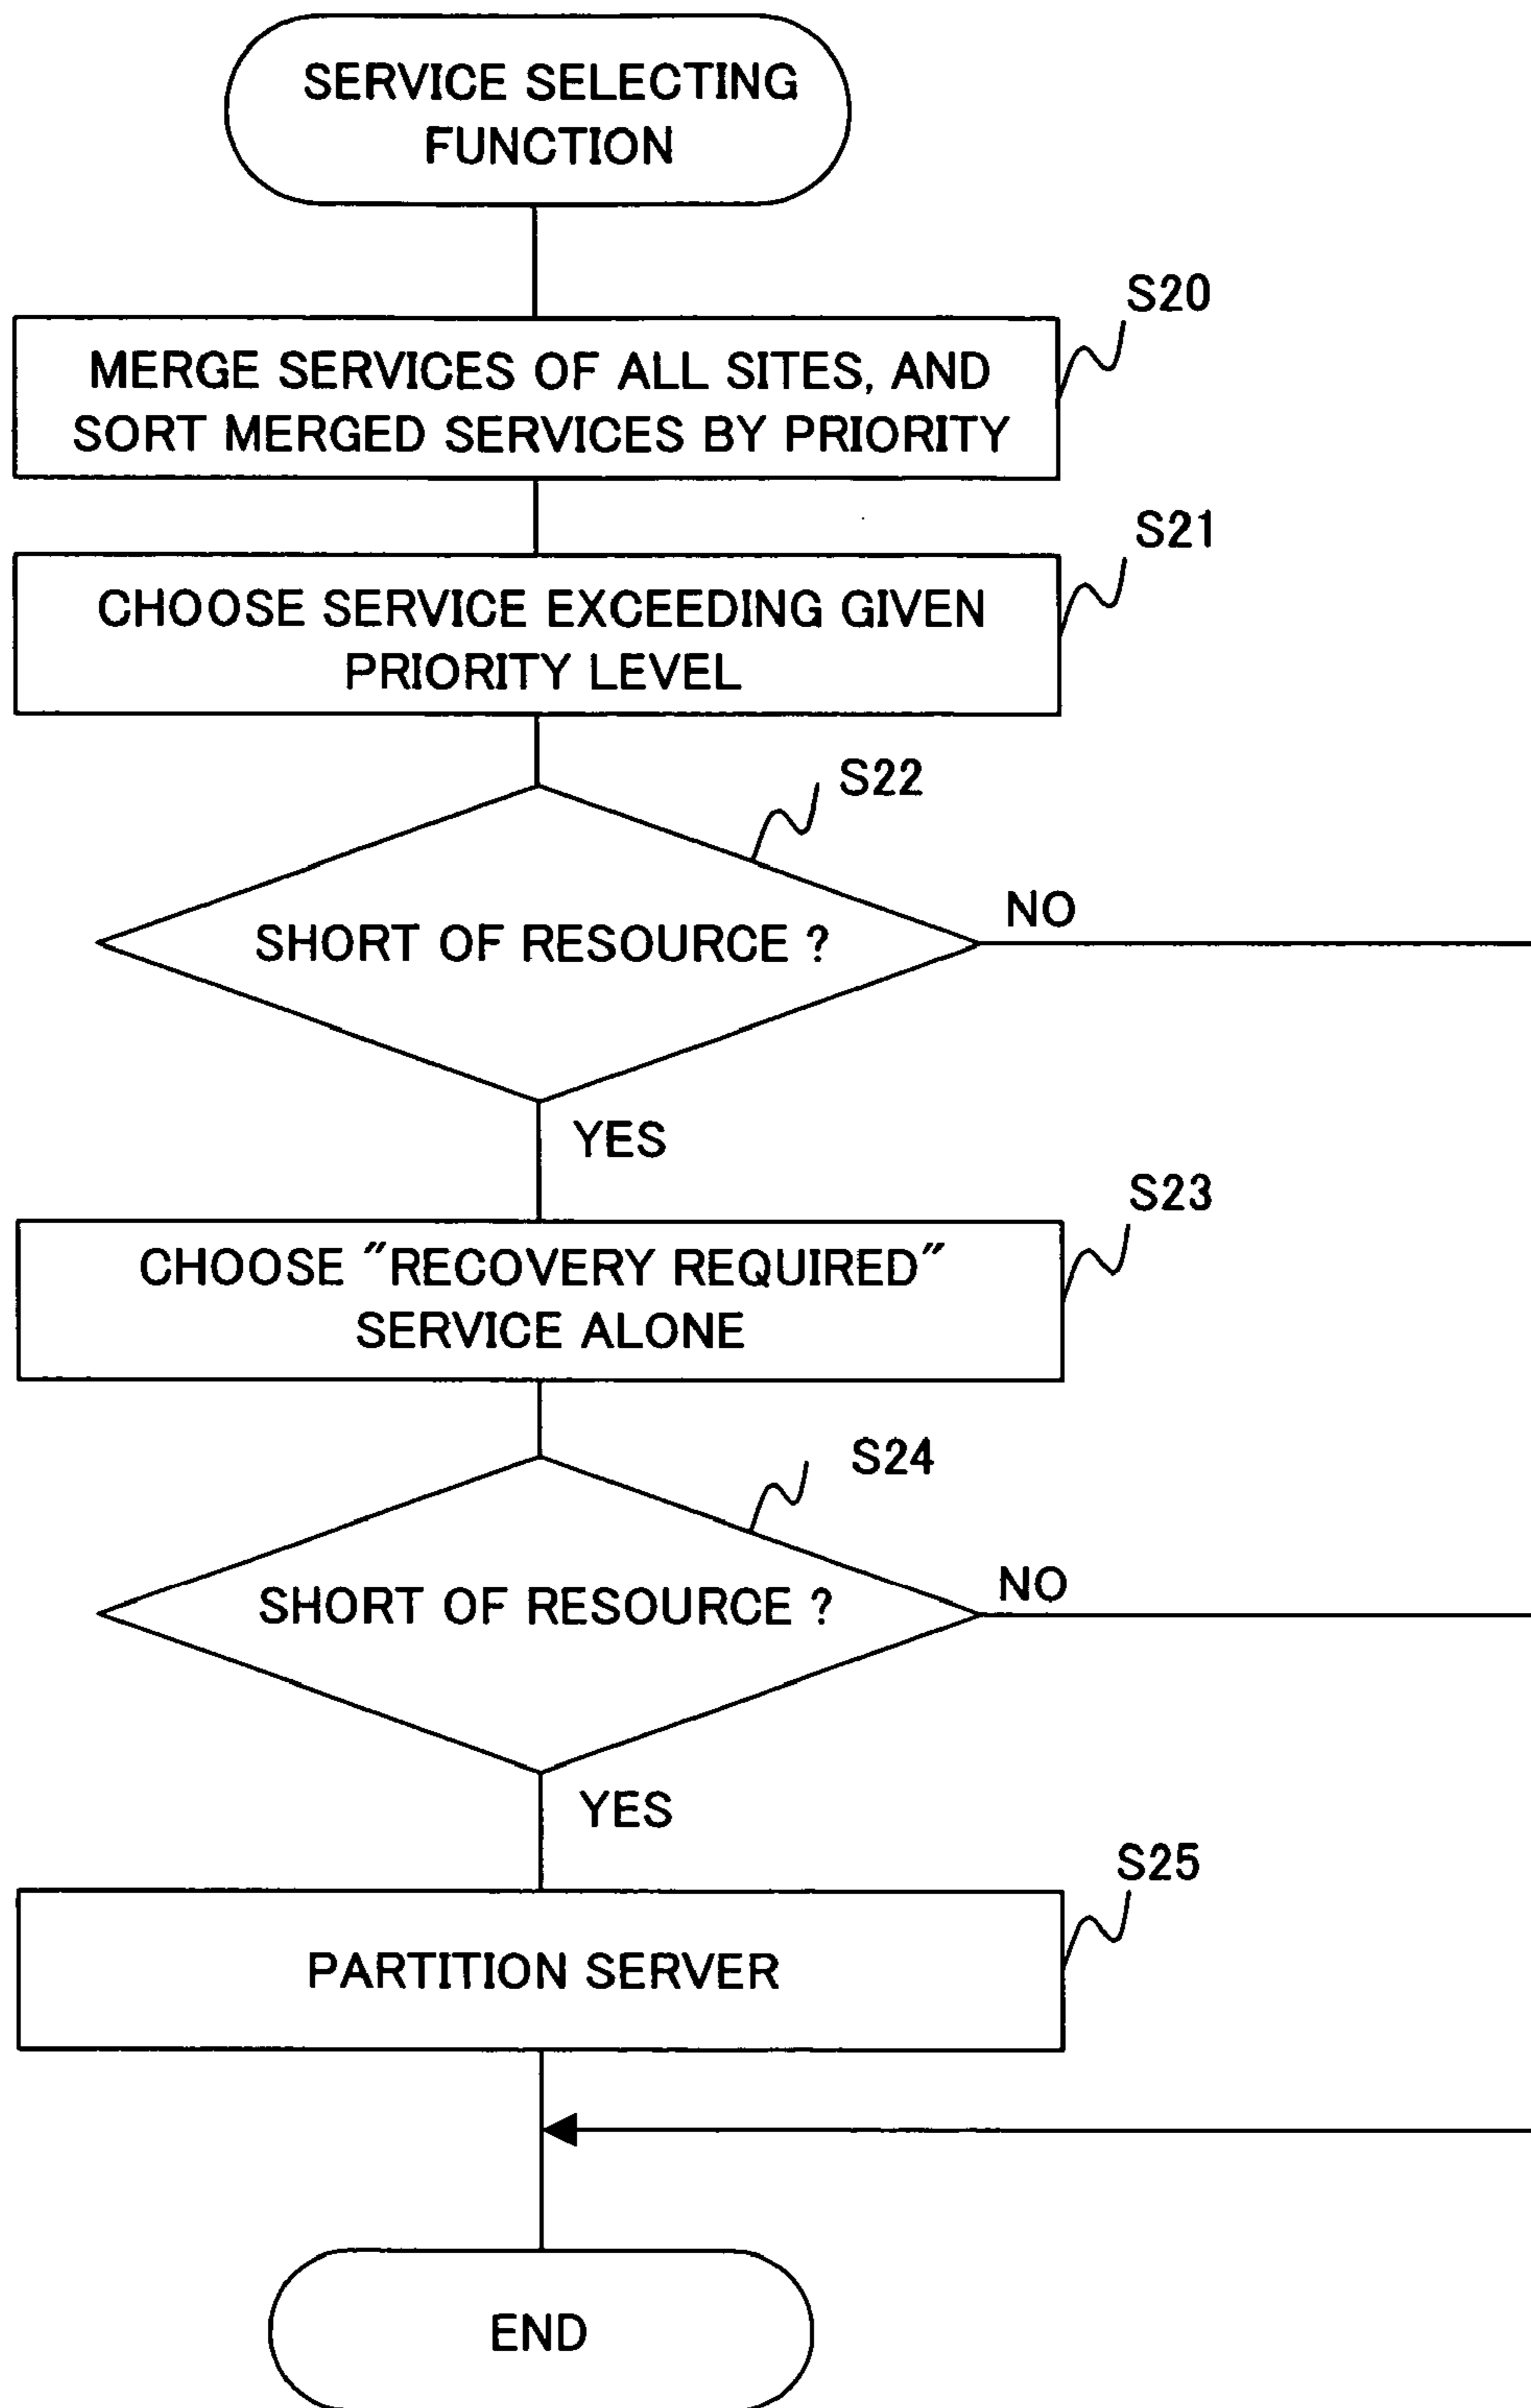 SERVICE SELECTING
FUNCTION
S20
MERGE SERVICES OF ALL SITES, AND
SORT MERGED SERVICES BY PRIORITY
S21
CHOOSE SERVICE EXCEEDING GIVEN
PRIORITY LEVEL
S22
SHORT OF RESOURCE ?
NO
YES
S23
CHOOSE "RECOVERY REQUIRED"
SERVICE ALONE
S24
SHORT OF RESOURCE ?
NO
YES
S25
PARTITION SERVER
END